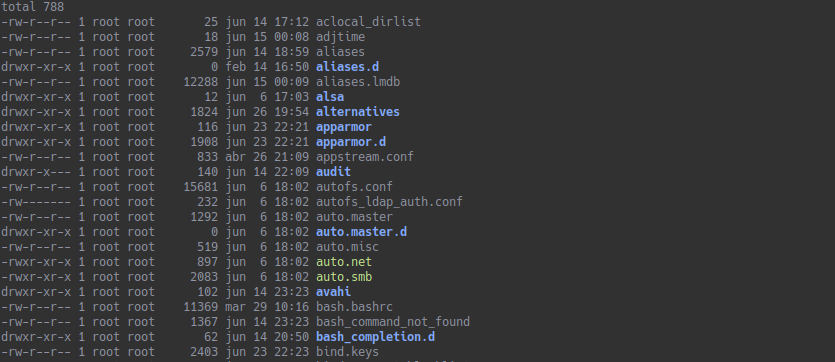 total 788
-rw-r--r-- 1 root root     25 jun 14 17:12 aclocal_dirlist
-rw-r--r-- 1 root root     18 jun 15 00:08 adjtime
-rw-r--r-- 1 root root   2579 jun 14 18:59 aliases
drwxr-xr-x 1 root root      0 feb 14 16:50 aliases.d
-rw-r--r-- 1 root root  12288 jun 15 00:09 aliases.lmdb
drwxr-xr-x 1 root root     12 jun  6 17:03 alsa
drwxr-xr-x 1 root root   1824 jun 26 19:54 alternatives
drwxr-xr-x 1 root root    116 jun 23 22:21 apparmor
drwxr-xr-x 1 root root   1908 jun 23 22:21 apparmor.d
-rw-r--r-- 1 root root    833 abr 26 21:09 appstream.conf
drwxr-x--- 1 root root    140 jun 14 22:09 audit
-rw-r--r-- 1 root root  15681 jun  6 18:02 autofs.conf
-rw------- 1 root root    232 jun  6 18:02 autofs_ldap_auth.conf
-rw-r--r-- 1 root root   1292 jun  6 18:02 auto.master
drwxr-xr-x 1 root root      0 jun  6 18:02 auto.master.d
-rw-r--r-- 1 root root    519 jun  6 18:02 auto.misc
-rwxr-xr-x 1 root root    897 jun  6 18:02 auto.net
-rwxr-xr-x 1 root root   2083 jun  6 18:02 auto.smb
drwxr-xr-x 1 root root    102 jun 14 23:23 avahi
-rw-r--r-- 1 root root  11369 mar 29 10:16 bash.bashrc
-rw-r--r-- 1 root root   1367 jun 14 23:23 bash_command_not_found
drwxr-xr-x 1 root root     62 jun 14 20:50 bash_completion.d
-rw-r--r-- 1 root root   2403 jun 23 22:23 bind.keys